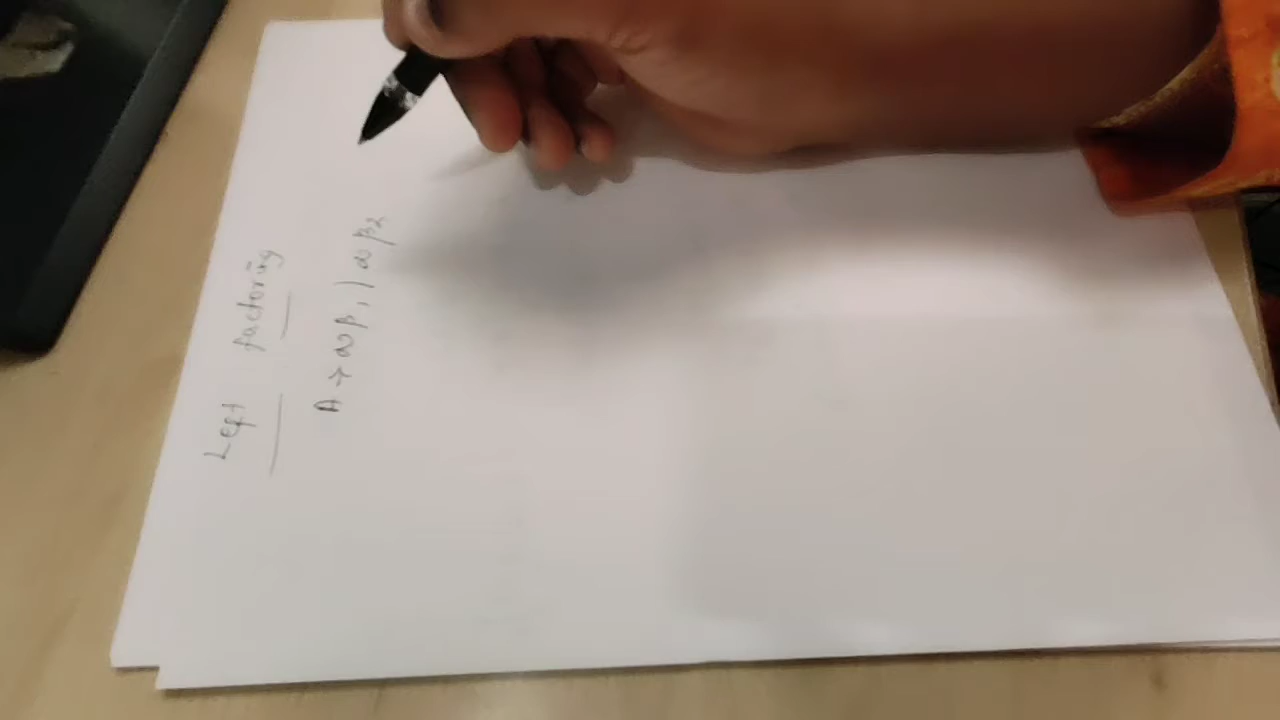 Left factoring
A → αβ₁ | αβ₂